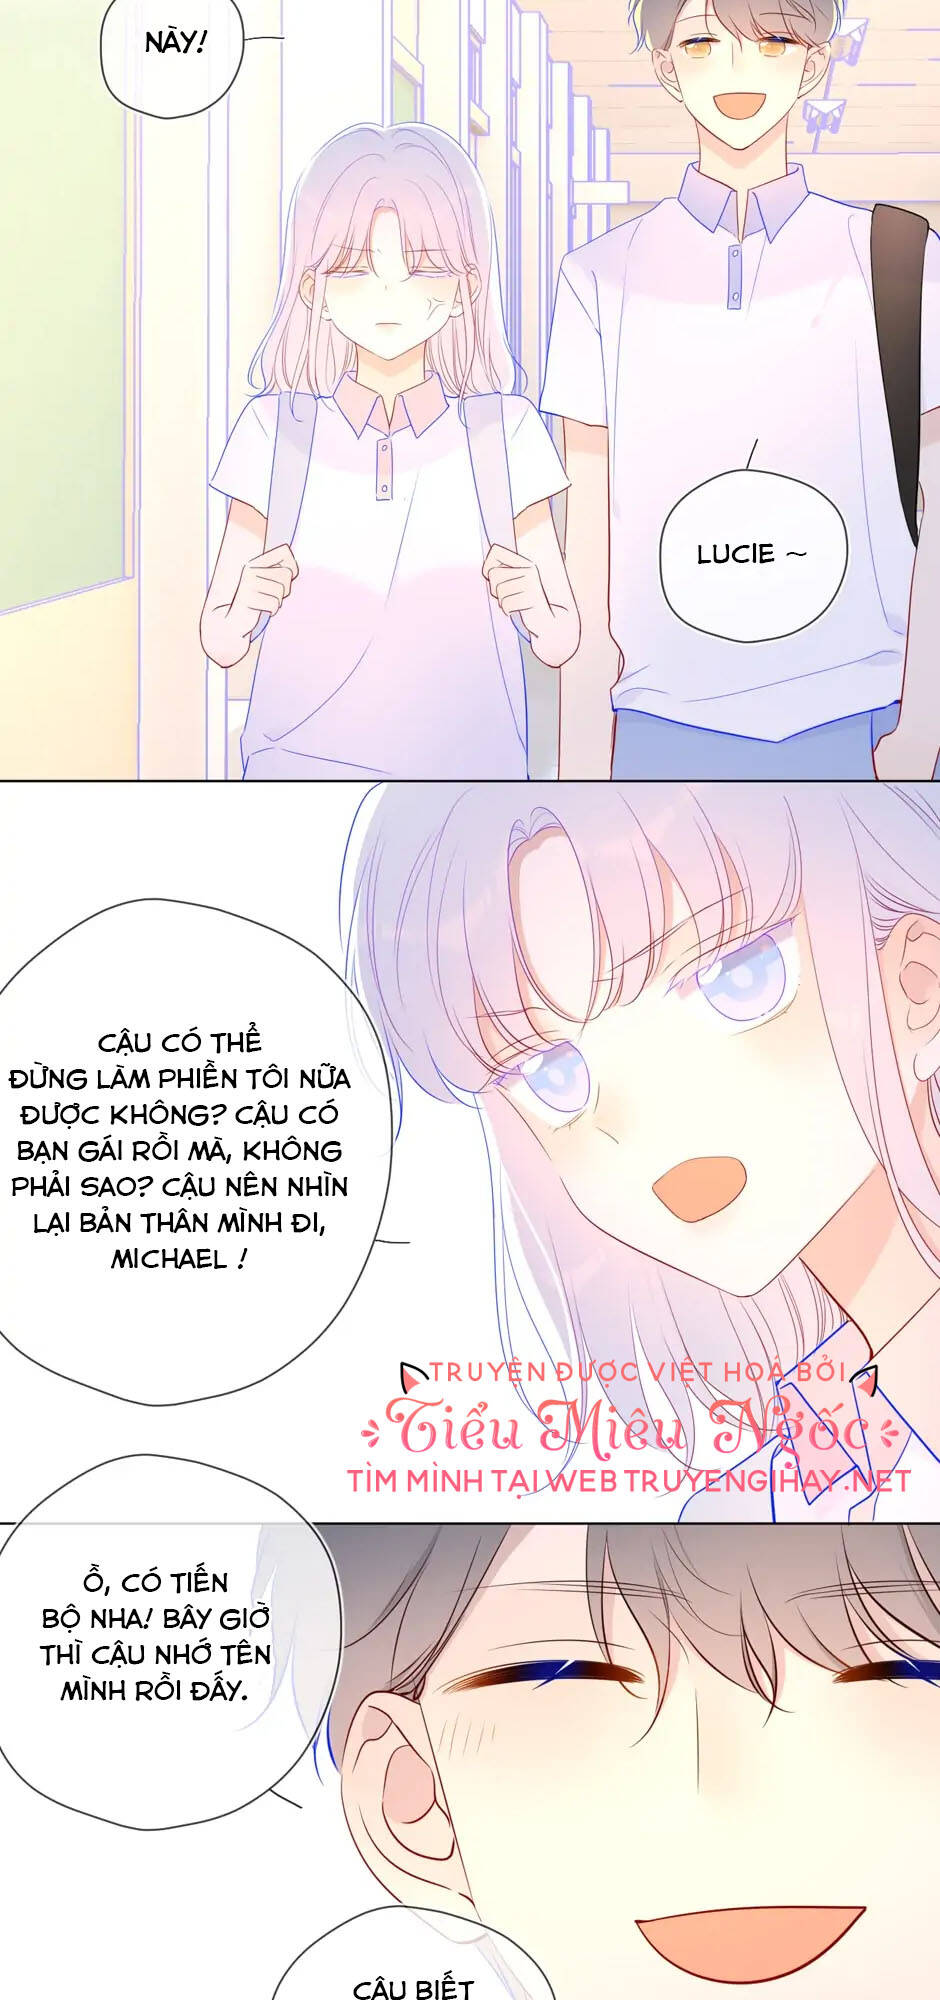 NÀY!
LUCIE ~
CẬU CÓ THỂ
ĐỪNG LÀM PHIỀN TÔI NỮA
ĐƯỢC KHÔNG? CẬU CÓ
BẠN GÁI RỒI MÀ, KHÔNG
PHẢI SAO? CẬU NÊN NHÌN
LẠI BẢN THÂN MÌNH ĐI,
MICHAEL !
TRUYỆN ĐƯỢC VIỆT HOÁ BỞI
Tiểu Miêu Ngốc
TÌM MÌNH TẠI WEB TRUYENGIHAY.NET
Ồ, CÓ TIẾN
BỘ NHA! BÂY GIỜ
THÌ CẬU NHỚ TÊN
MÌNH RỒI ĐẤY.
CẬU BIẾT